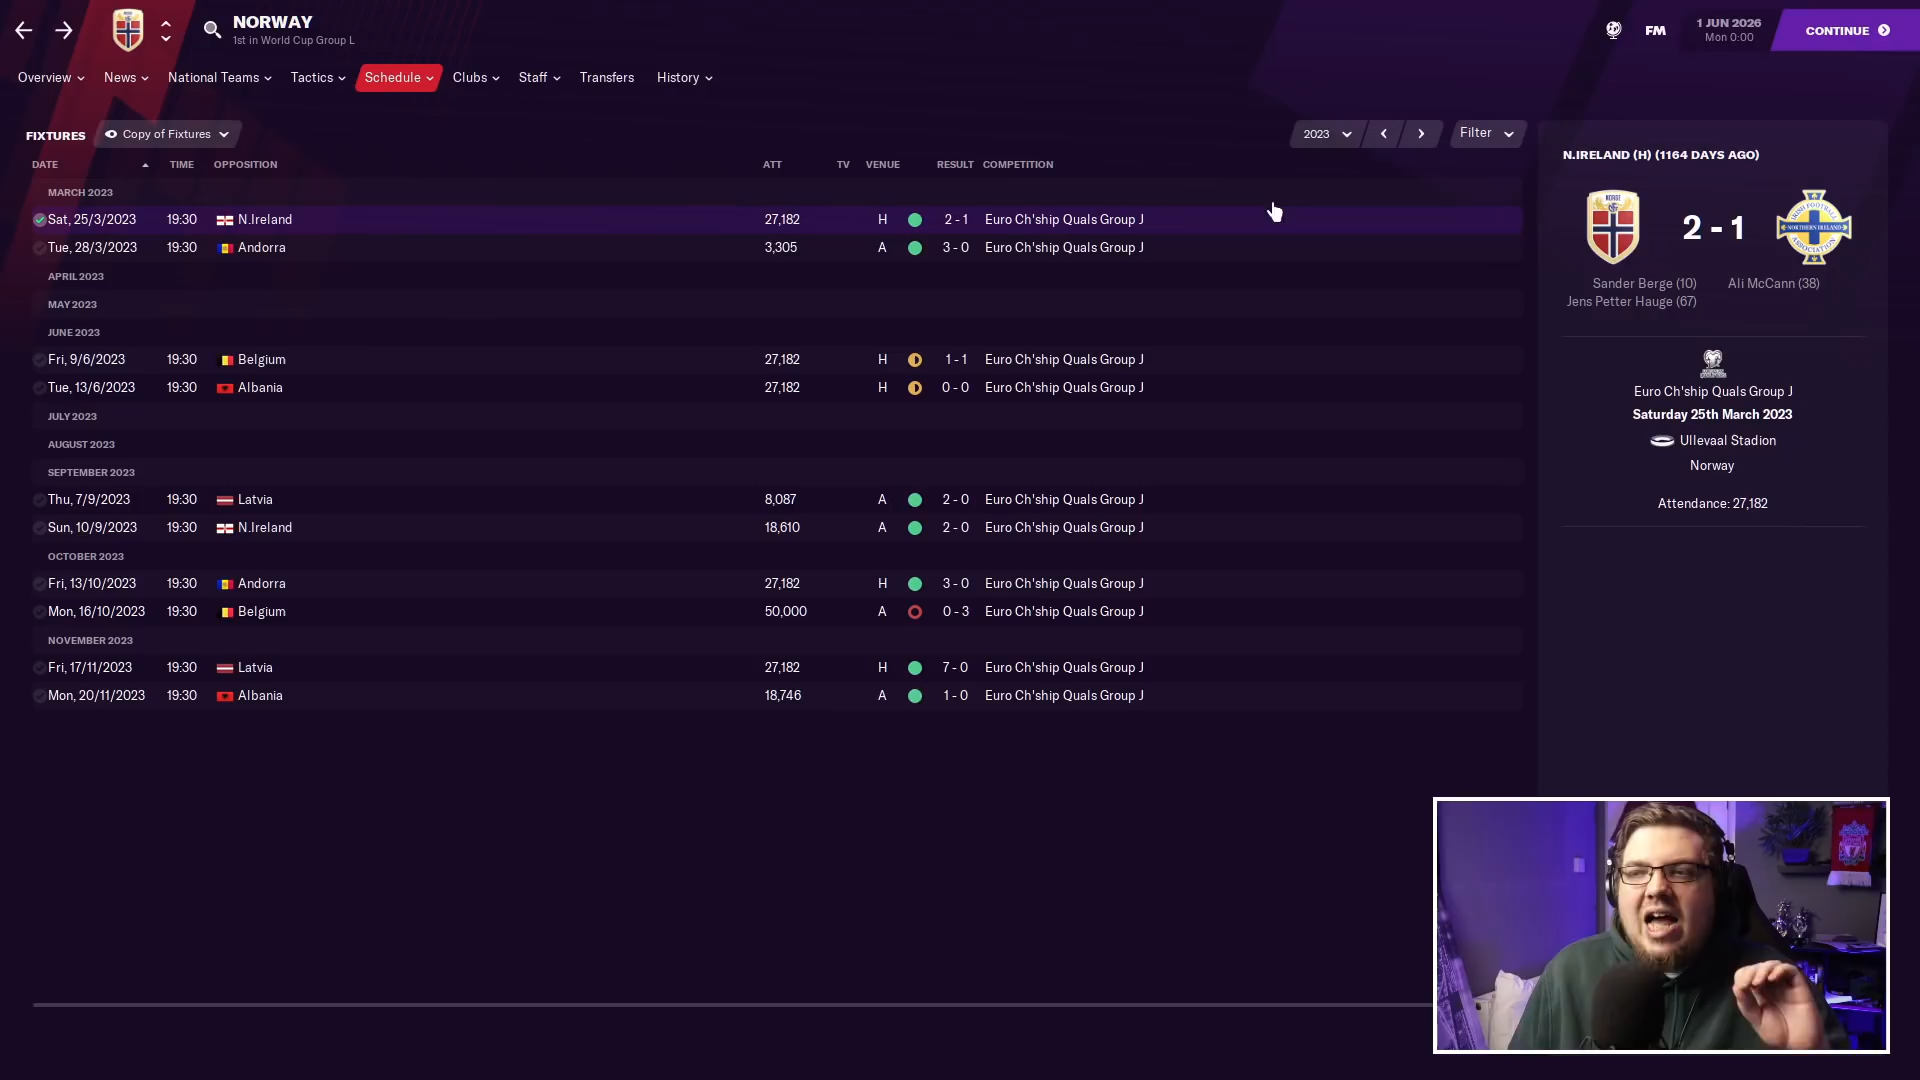 NORWAY
1st in World Cup Group L
FM
1 JUN 2026
Mon 0:00
CONTINUE
Overview
News
National Teams
Tactics
Schedule
Clubs
Staff
Transfers
History
FIXTURES
Copy of Fixtures
2023
Filter
DATE TIME OPPOSITION ATT TV VENUE RESULT COMPETITION
MARCH 2023
Sat, 25/3/2023 19:30 N.Ireland 27,182 H 2 - 1 Euro Ch'ship Quals Group J
Tue, 28/3/2023 19:30 Andorra 3,305 A 3 - 0 Euro Ch'ship Quals Group J
APRIL 2023
MAY 2023
JUNE 2023
Fri, 9/6/2023 19:30 Belgium 27,182 H 1 - 1 Euro Ch'ship Quals Group J
Tue, 13/6/2023 19:30 Albania 27,182 H 0 - 0 Euro Ch'ship Quals Group J
JULY 2023
AUGUST 2023
SEPTEMBER 2023
Thu, 7/9/2023 19:30 Latvia 8,087 A 2 - 0 Euro Ch'ship Quals Group J
Sun, 10/9/2023 19:30 N.Ireland 18,610 A 2 - 0 Euro Ch'ship Quals Group J
OCTOBER 2023
Fri, 13/10/2023 19:30 Andorra 27,182 H 3 - 0 Euro Ch'ship Quals Group J
Mon, 16/10/2023 19:30 Belgium 50,000 A 0 - 3 Euro Ch'ship Quals Group J
NOVEMBER 2023
Fri, 17/11/2023 19:30 Latvia 27,182 H 7 - 0 Euro Ch'ship Quals Group J
Mon, 20/11/2023 19:30 Albania 18,746 A 1 - 0 Euro Ch'ship Quals Group J
N.IRELAND (H) (1164 DAYS AGO)
NORGE
2 - 1
IRISH FOOTBALL
NORTHERN IRELAND
ASSOCIATION
Sander Berge (10) Ali McCann (38)
Jens Petter Hauge (67)
Euro Ch'ship Quals Group J
Saturday 25th March 2023
Ullevaal Stadion
Norway
Attendance: 27,182